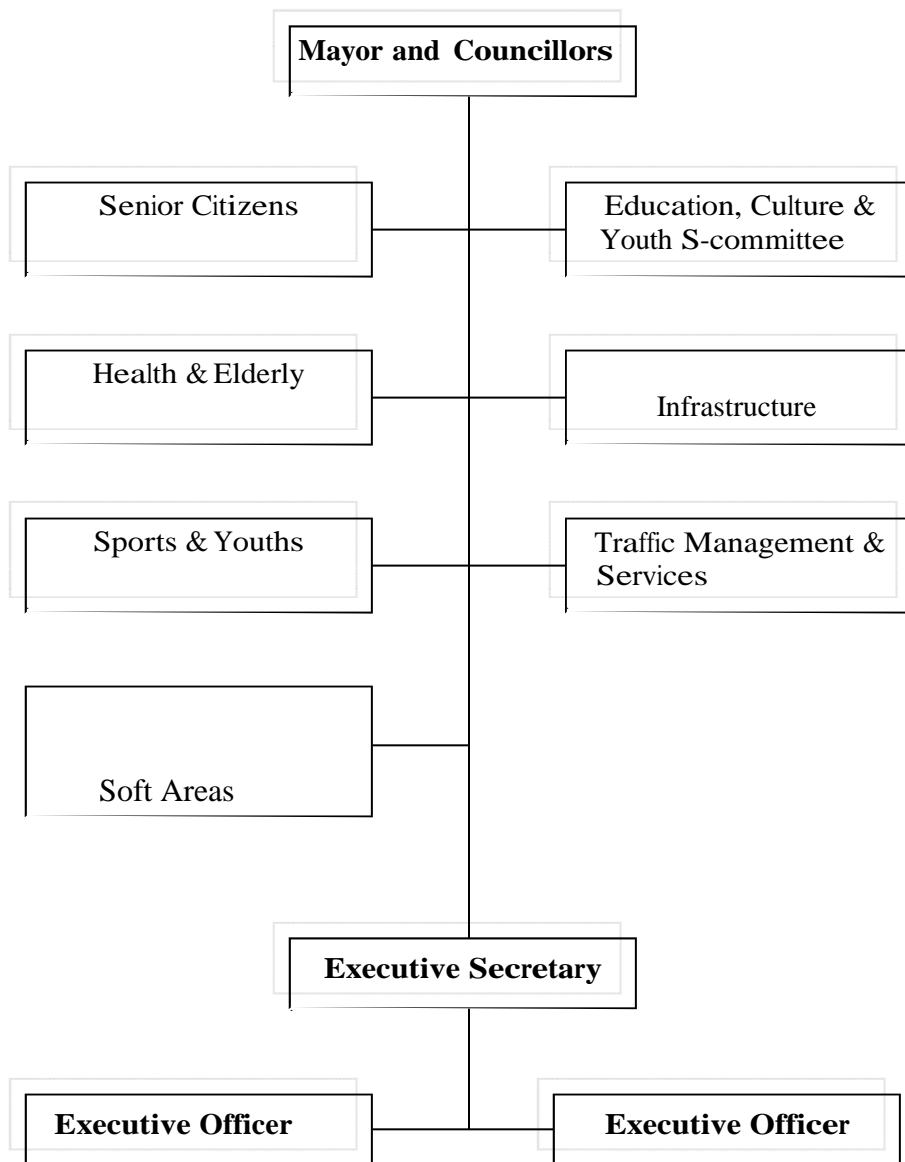 Mayor and Councillors
Senior Citizens
Education, Culture &
Youth S-committee
Health & Elderly
Infrastructure
Sports & Youths
Traffic Management &
Services
Soft Areas
Executive Secretary
Executive Officer
Executive Officer